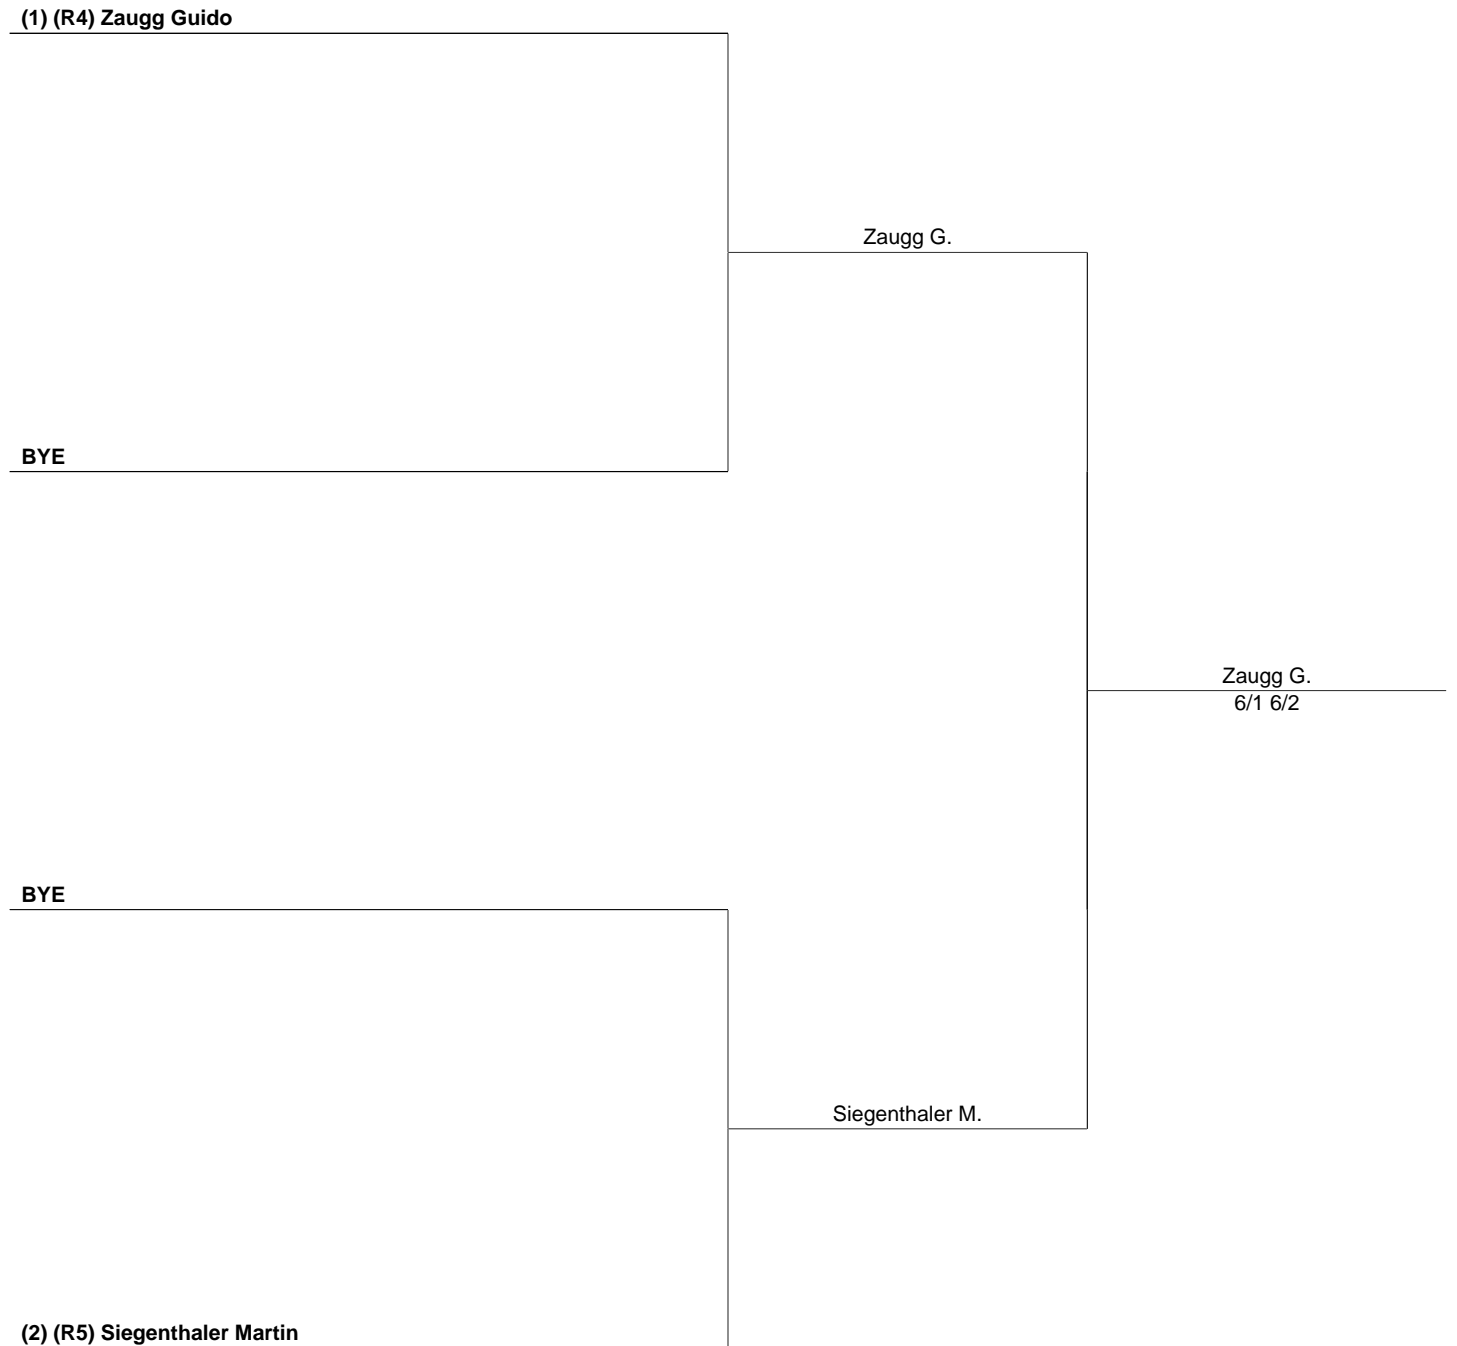 (1) (R4) Zaugg Guido
Zaugg G.
BYE
Zaugg G.
6/1 6/2
BYE
Siegenthaler M.
(2) (R5) Siegenthaler Martin